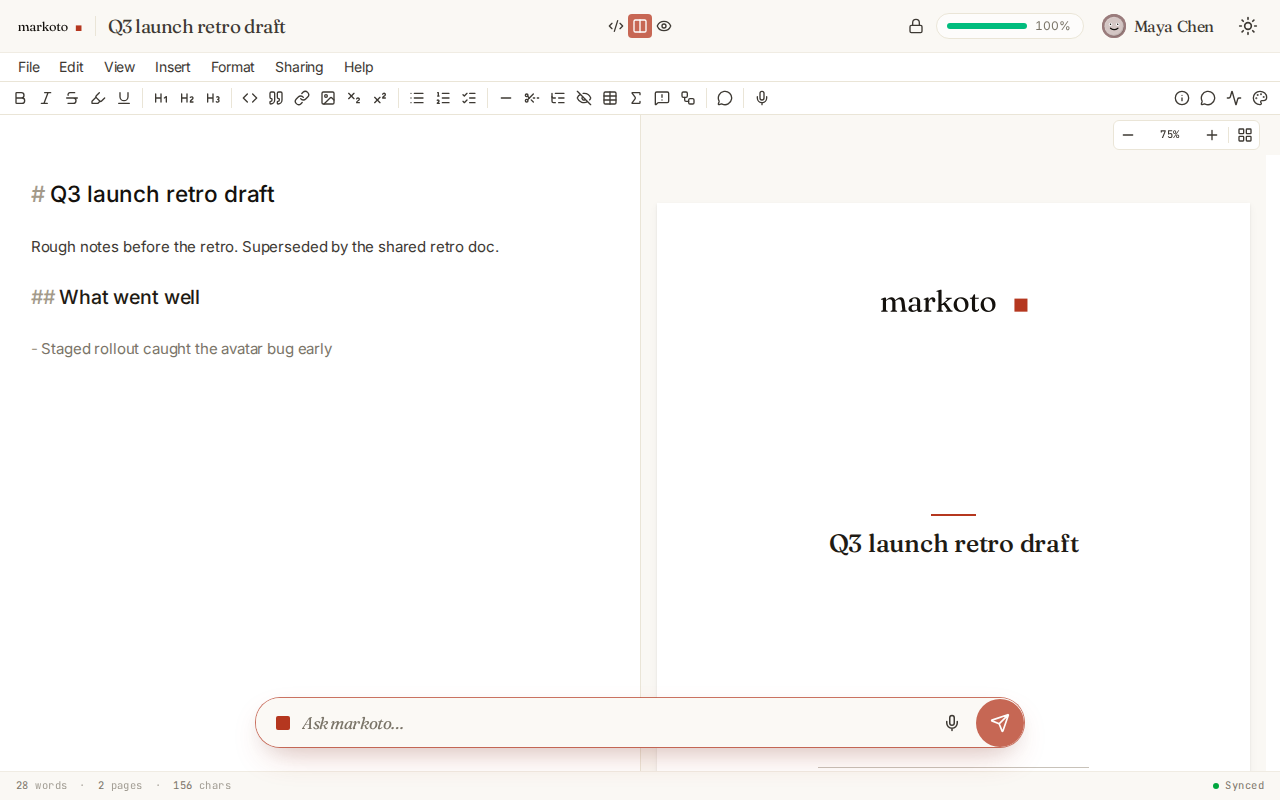 markoto
Q3 launch retro draft
100%
Maya Chen
File Edit View Insert Format Sharing Help
H1 H2 H3
x2 x2
75%
# Q3 launch retro draft
Rough notes before the retro. Superseded by the shared retro doc.
## What went well
- Staged rollout caught the avatar bug early
markoto
Q3 launch retro draft
Ask markoto...
28 words · 2 pages · 156 chars
Synced